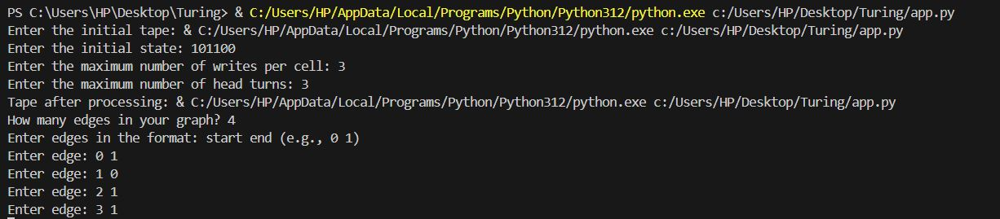 PS C:\Users\HP\Desktop\Turing> & C:/Users/HP/AppData/Local/Programs/Python/Python312/python.exe c:/Users/HP/Desktop/Turing/app.py
Enter the initial tape: & C:/Users/HP/AppData/Local/Programs/Python/Python312/python.exe c:/Users/HP/Desktop/Turing/app.py
Enter the initial state: 101100
Enter the maximum number of writes per cell: 3
Enter the maximum number of head turns: 3
Tape after processing: & C:/Users/HP/AppData/Local/Programs/Python/Python312/python.exe c:/Users/HP/Desktop/Turing/app.py
How many edges in your graph? 4
Enter edges in the format: start end (e.g., 0 1)
Enter edge: 0 1
Enter edge: 1 0
Enter edge: 2 1
Enter edge: 3 1